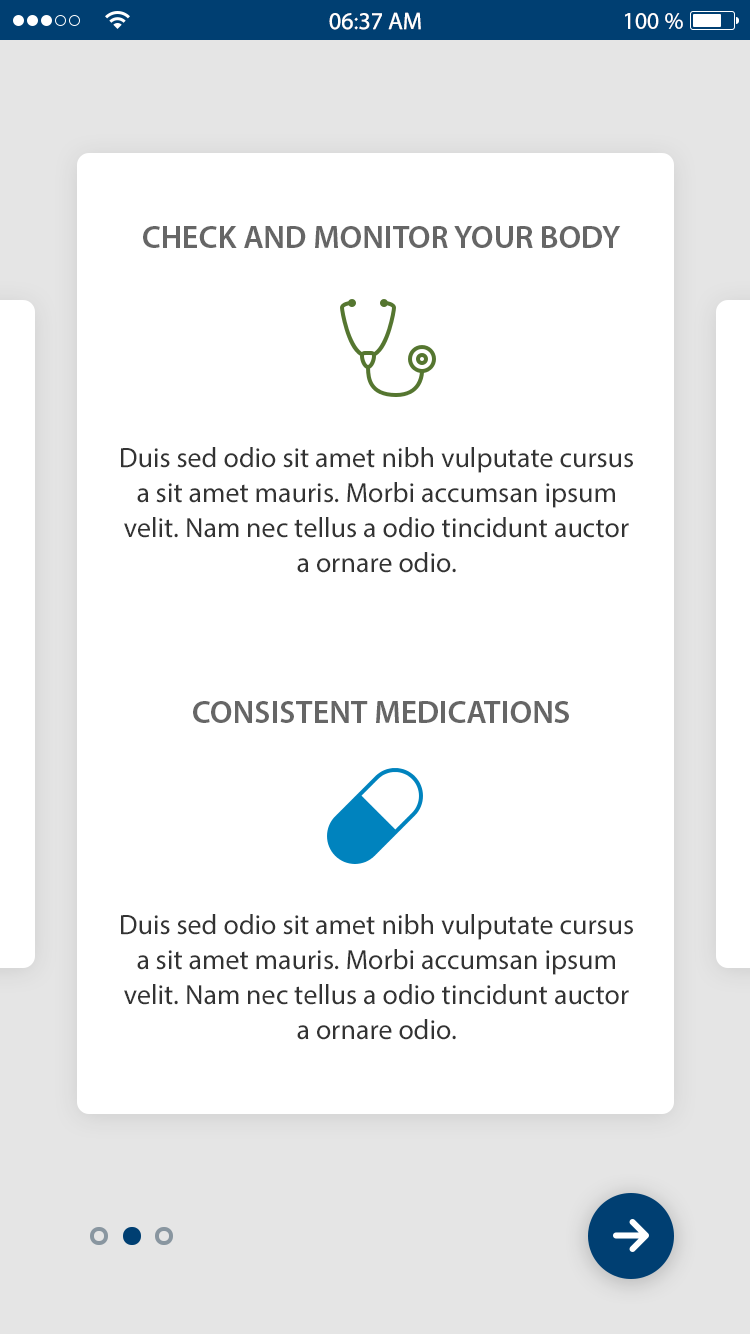 06:37 AM
100 %
CHECK AND MONITOR YOUR BODY
Duis sed odio sit amet nibh vulputate cursus
a sit amet mauris. Morbi accumsan ipsum
velit. Nam nec tellus a odio tincidunt auctor
a ornare odio.
CONSISTENT MEDICATIONS
Duis sed odio sit amet nibh vulputate cursus
a sit amet mauris. Morbi accumsan ipsum
velit. Nam nec tellus a odio tincidunt auctor
a ornare odio.